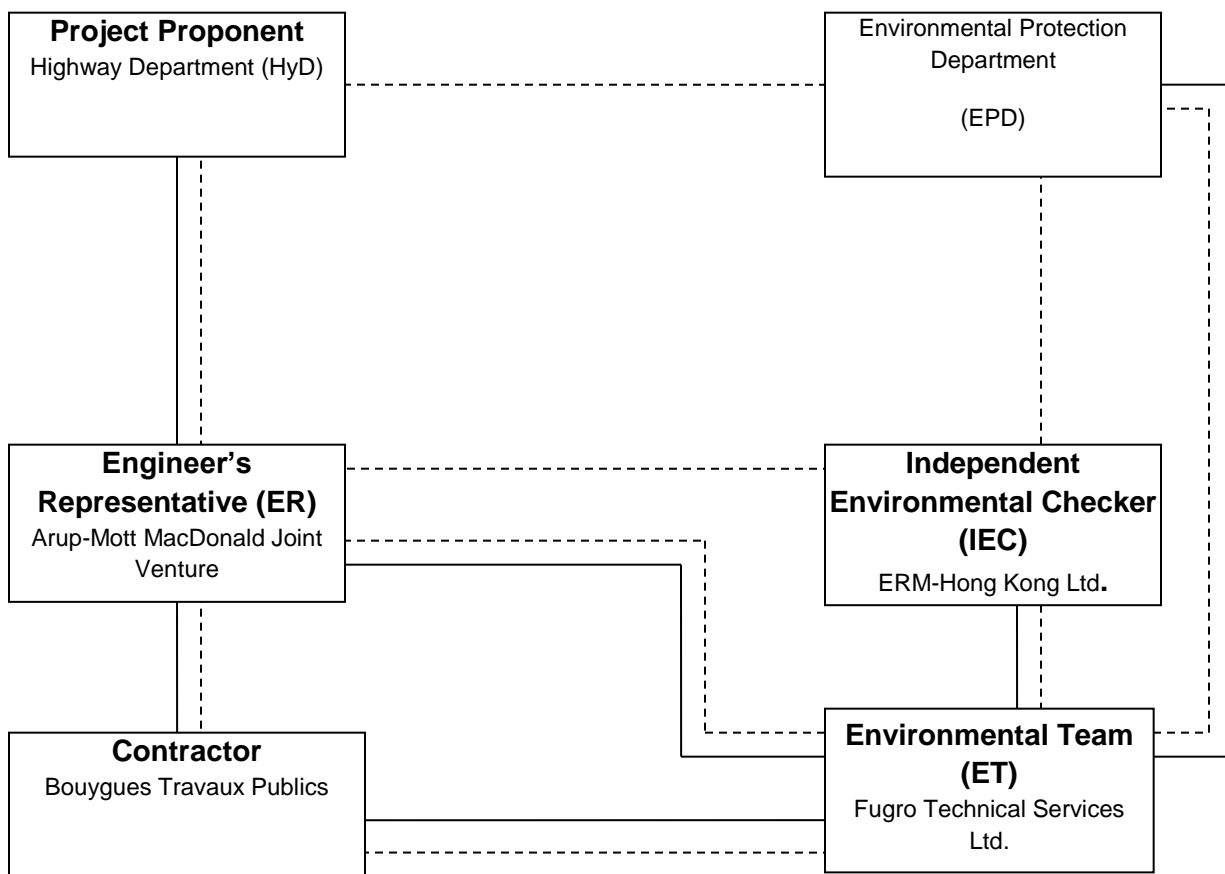 Project Proponent
Highway Department (HyD)
Environmental Protection
Department
(EPD)
Engineer's
Representative (ER)
Arup-Mott MacDonald Joint
Venture
Independent
Environmental Checker
(IEC)
ERM-Hong Kong Ltd.
Contractor
Bouygues Travaux Publics
Environmental Team
(ET)
Fugro Technical Services
Ltd.